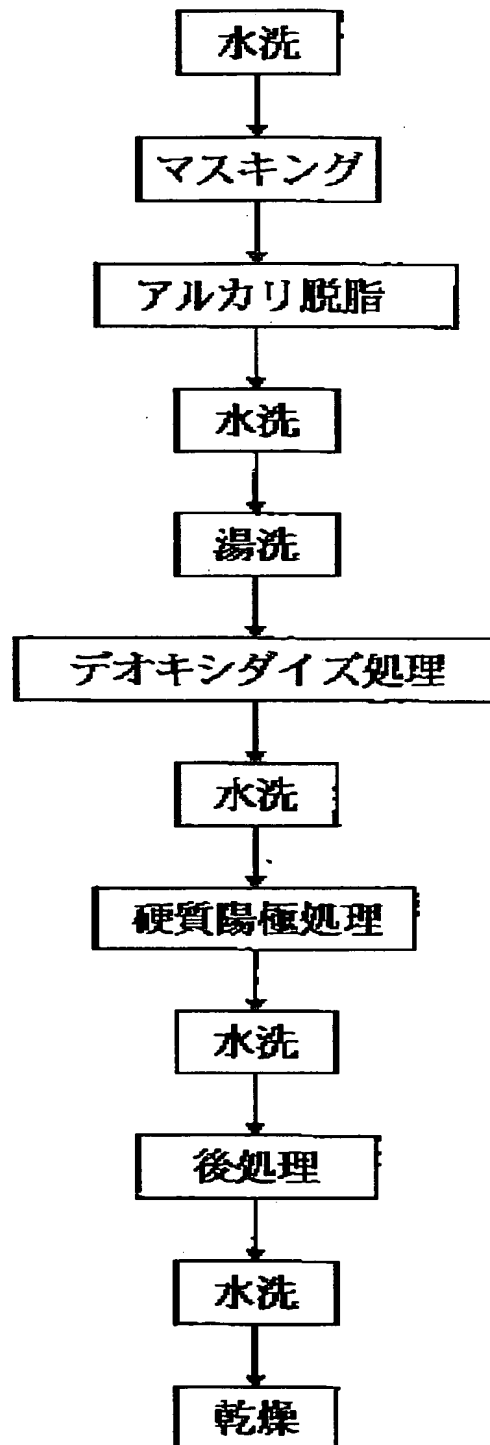 水洗
マスキング
アルカリ脱脂
水洗
湯洗
デオキシダイズ処理
水洗
硬質陽極処理
水洗
後処理
水洗
乾燥